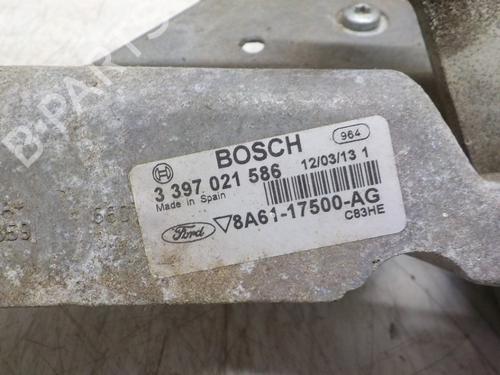 B-PARTS
BOSCH
964
3 397 021 586
12/03/13 1
Made in Spain
Ford
8A61-17500-AG
C83HE